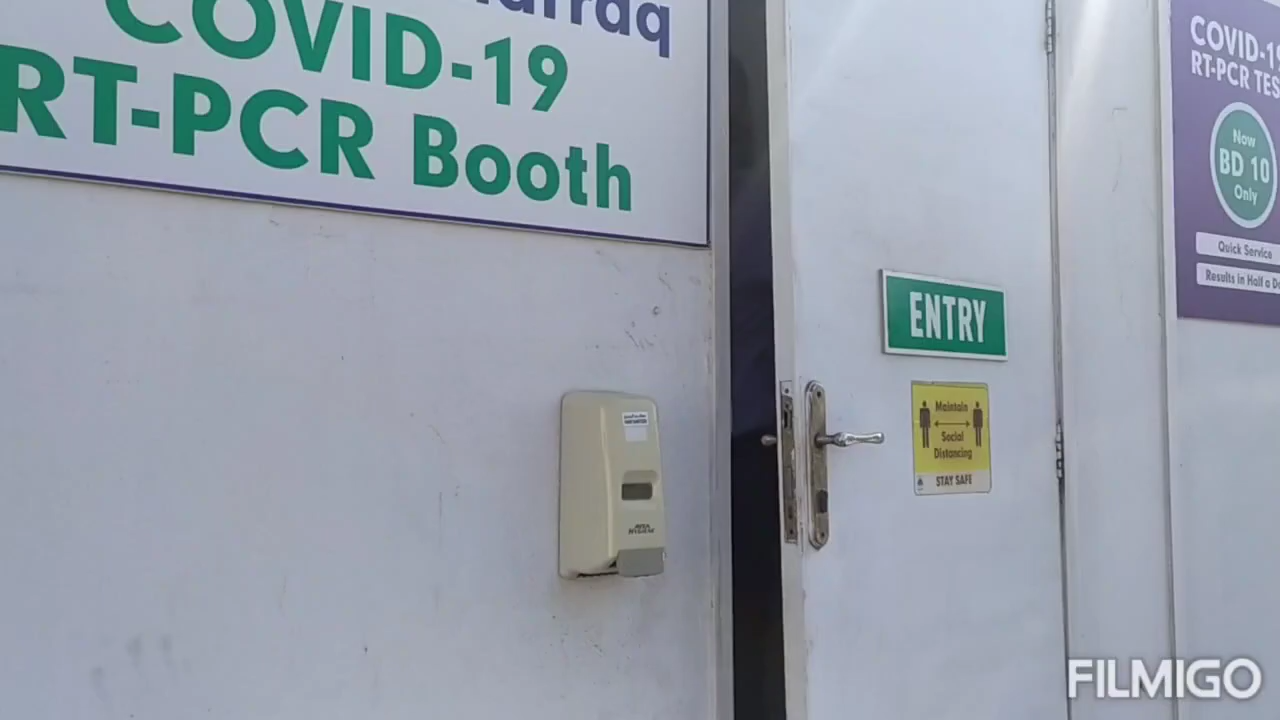 COVID-19
RT-PCR Booth
ENTRY
Maintain
Social
Distancing
STAY SAFE
COVID-19
RT-PCR TES
Now
BD 10
Only
Quick Service
Results in Half a D
HYGIENE
FILMIGO